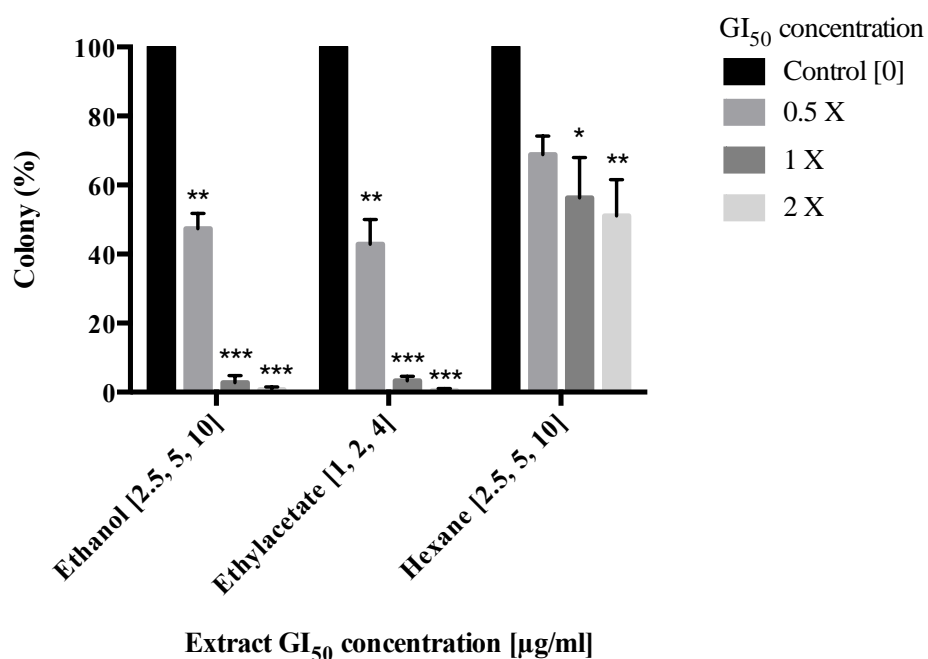 GI₅₀ concentration
Control [0]
0.5 X
1 X
2 X
Colony (%)
100
80
60
40
20
0
**
***
***
**
***
***
*
**
Ethanol [2.5, 5, 10]
Ethylacetate [1, 2, 4]
Hexane [2.5, 5, 10]
Extract GI₅₀ concentration [µg/ml]